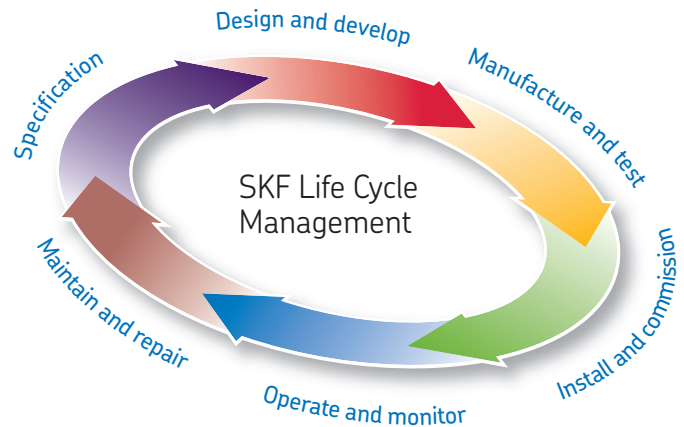 Design and develop
Manufacture and test
Specification
SKF Life Cycle
Management
Install and commission
Maintain and repair
Operate and monitor